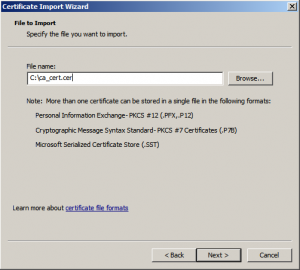 Certificate Import Wizard
File to Import
Specify the file you want to import.
File name:
C:\ca_cert.cer
Browse...
Note: More than one certificate can be stored in a single file in the following formats:
Personal Information Exchange- PKCS #12 (.PFX,.P12)
Cryptographic Message Syntax Standard- PKCS #7 Certificates (.P7B)
Microsoft Serialized Certificate Store (.SST)
Learn more about certificate file formats
< Back
Next >
Cancel